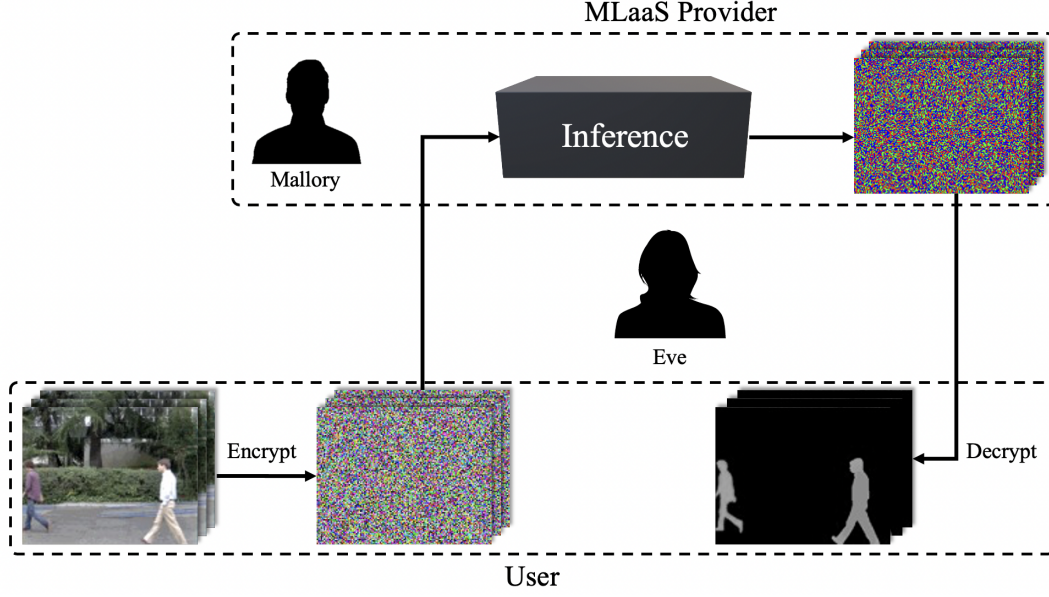 MLaaS Provider
Mallory
Inference
Eve
Encrypt
Decrypt
User